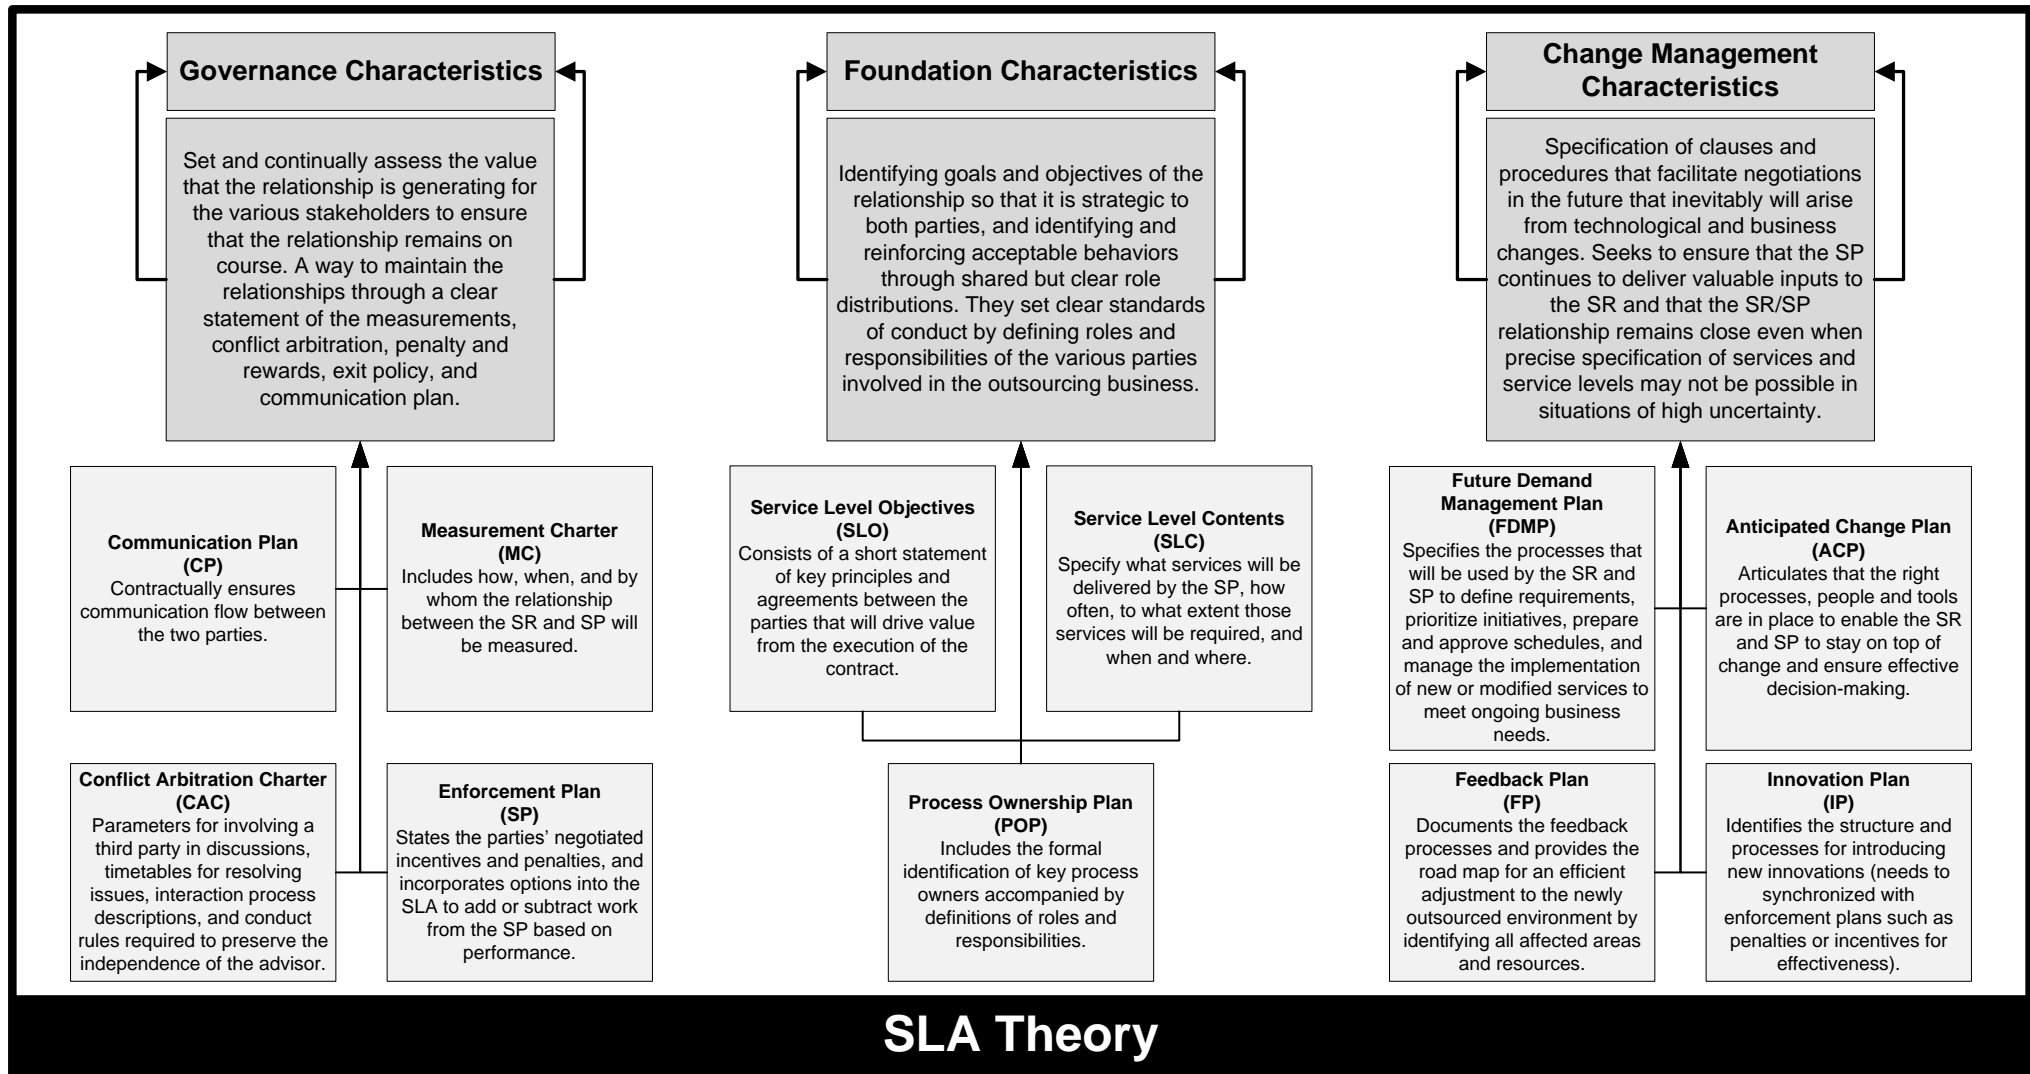 Governance Characteristics
Set and continually assess the value
that the relationship is generating for
the various stakeholders to ensure
that the relationship remains on
course. A way to maintain the
relationships through a clear
statement of the measurements,
conflict arbitration, penalty and
rewards, exit policy, and
communication plan.
Communication Plan
(CP)
Contractually ensures
communication flow between
the two parties.
Measurement Charter
(MC)
Includes how, when, and by
whom the relationship
between the SR and SP will
be measured.
Conflict Arbitration Charter
(CAC)
Parameters for involving a
third party in discussions,
timetables for resolving
issues, interaction process
descriptions, and conduct
rules required to preserve the
independence of the advisor.
Enforcement Plan
(SP)
States the parties’ negotiated
incentives and penalties, and
incorporates options into the
SLA to add or subtract work
from the SP based on
performance.
Foundation Characteristics
Identifying goals and objectives of the
relationship so that it is strategic to
both parties, and identifying and
reinforcing acceptable behaviors
through shared but clear role
distributions. They set clear standards
of conduct by defining roles and
responsibilities of the various parties
involved in the outsourcing business.
Service Level Objectives
(SLO)
Consists of a short statement
of key principles and
agreements between the
parties that will drive value
from the execution of the
contract.
Service Level Contents
(SLC)
Specify what services will be
delivered by the SP, how
often, to what extent those
services will be required, and
when and where.
Process Ownership Plan
(POP)
Includes the formal
identification of key process
owners accompanied by
definitions of roles and
responsibilities.
Change Management
Characteristics
Specification of clauses and
procedures that facilitate negotiations
in the future that inevitably will arise
from technological and business
changes. Seeks to ensure that the SP
continues to deliver valuable inputs to
the SR and that the SR/SP
relationship remains close even when
precise specification of services and
service levels may not be possible in
situations of high uncertainty.
Future Demand
Management Plan
(FDMP)
Specifies the processes that
will be used by the SR and
SP to define requirements,
prioritize initiatives, prepare
and approve schedules, and
manage the implementation
of new or modified services to
meet ongoing business
needs.
Anticipated Change Plan
(ACP)
Articulates that the right
processes, people and tools
are in place to enable the SR
and SP to stay on top of
change and ensure effective
decision-making.
Feedback Plan
(FP)
Documents the feedback
processes and provides the
road map for an efficient
adjustment to the newly
outsourced environment by
identifying all affected areas
and resources.
Innovation Plan
(IP)
Identifies the structure and
processes for introducing
new innovations (needs to
synchronized with
enforcement plans such as
penalties or incentives for
effectiveness).
SLA Theory